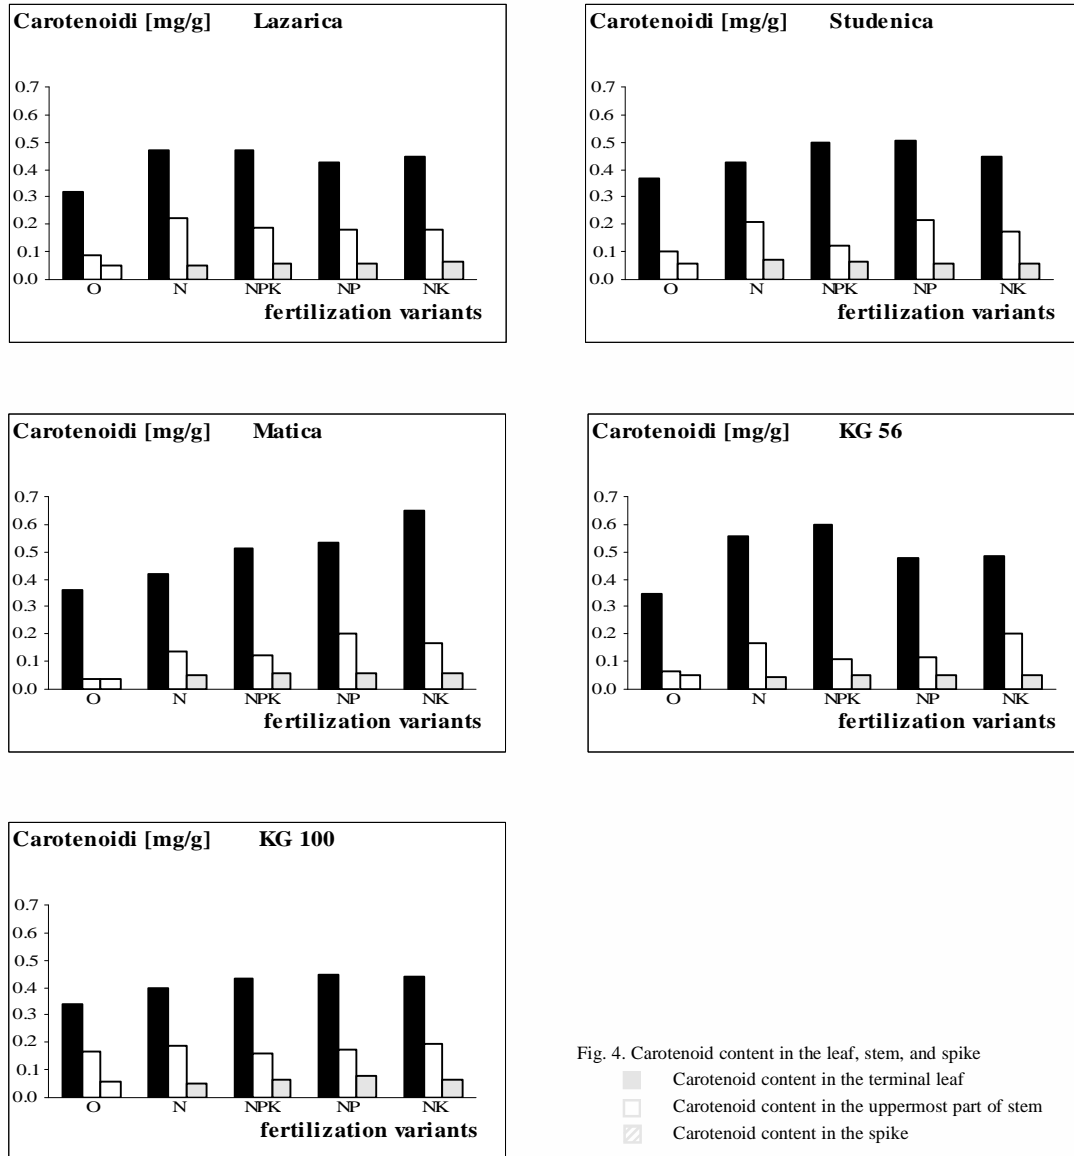 Carotenoidi [mg/g] Lazarica
0.7
0.6
0.5
0.4
0.3
0.2
0.1
0.0
O N NPK NP NK
fertilization variants
Carotenoidi [mg/g] Studenica
0.7
0.6
0.5
0.4
0.3
0.2
0.1
0.0
O N NPK NP NK
fertilization variants
Carotenoidi [mg/g] Matica
0.7
0.6
0.5
0.4
0.3
0.2
0.1
0.0
O N NPK NP NK
fertilization variants
Carotenoidi [mg/g] KG 56
0.7
0.6
0.5
0.4
0.3
0.2
0.1
0.0
O N NPK NP NK
fertilization variants
Carotenoidi [mg/g] KG 100
0.7
0.6
0.5
0.4
0.3
0.2
0.1
0.0
O N NPK NP NK
fertilization variants
Fig. 4. Carotenoid content in the leaf, stem, and spike
Carotenoid content in the terminal leaf
Carotenoid content in the uppermost part of stem
Carotenoid content in the spike